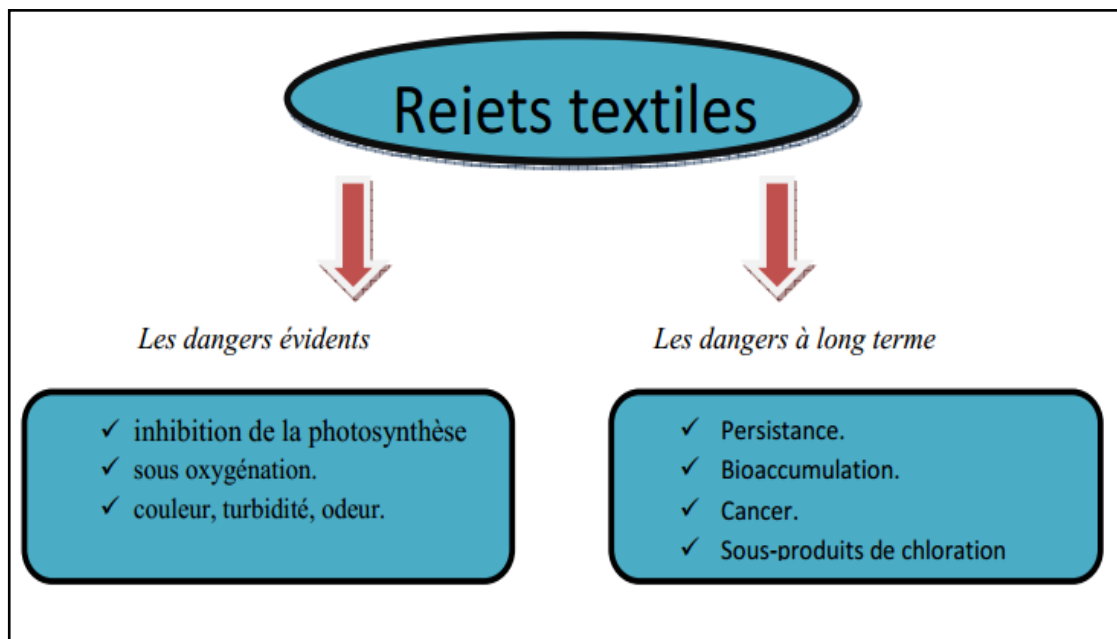 Rejets textiles
Les dangers évidents
inhibition de la photosynthèse
sous oxygénation.
couleur, turbidité, odeur.
Les dangers à long terme
Persistance.
Bioaccumulation.
Cancer.
Sous-produits de chloration